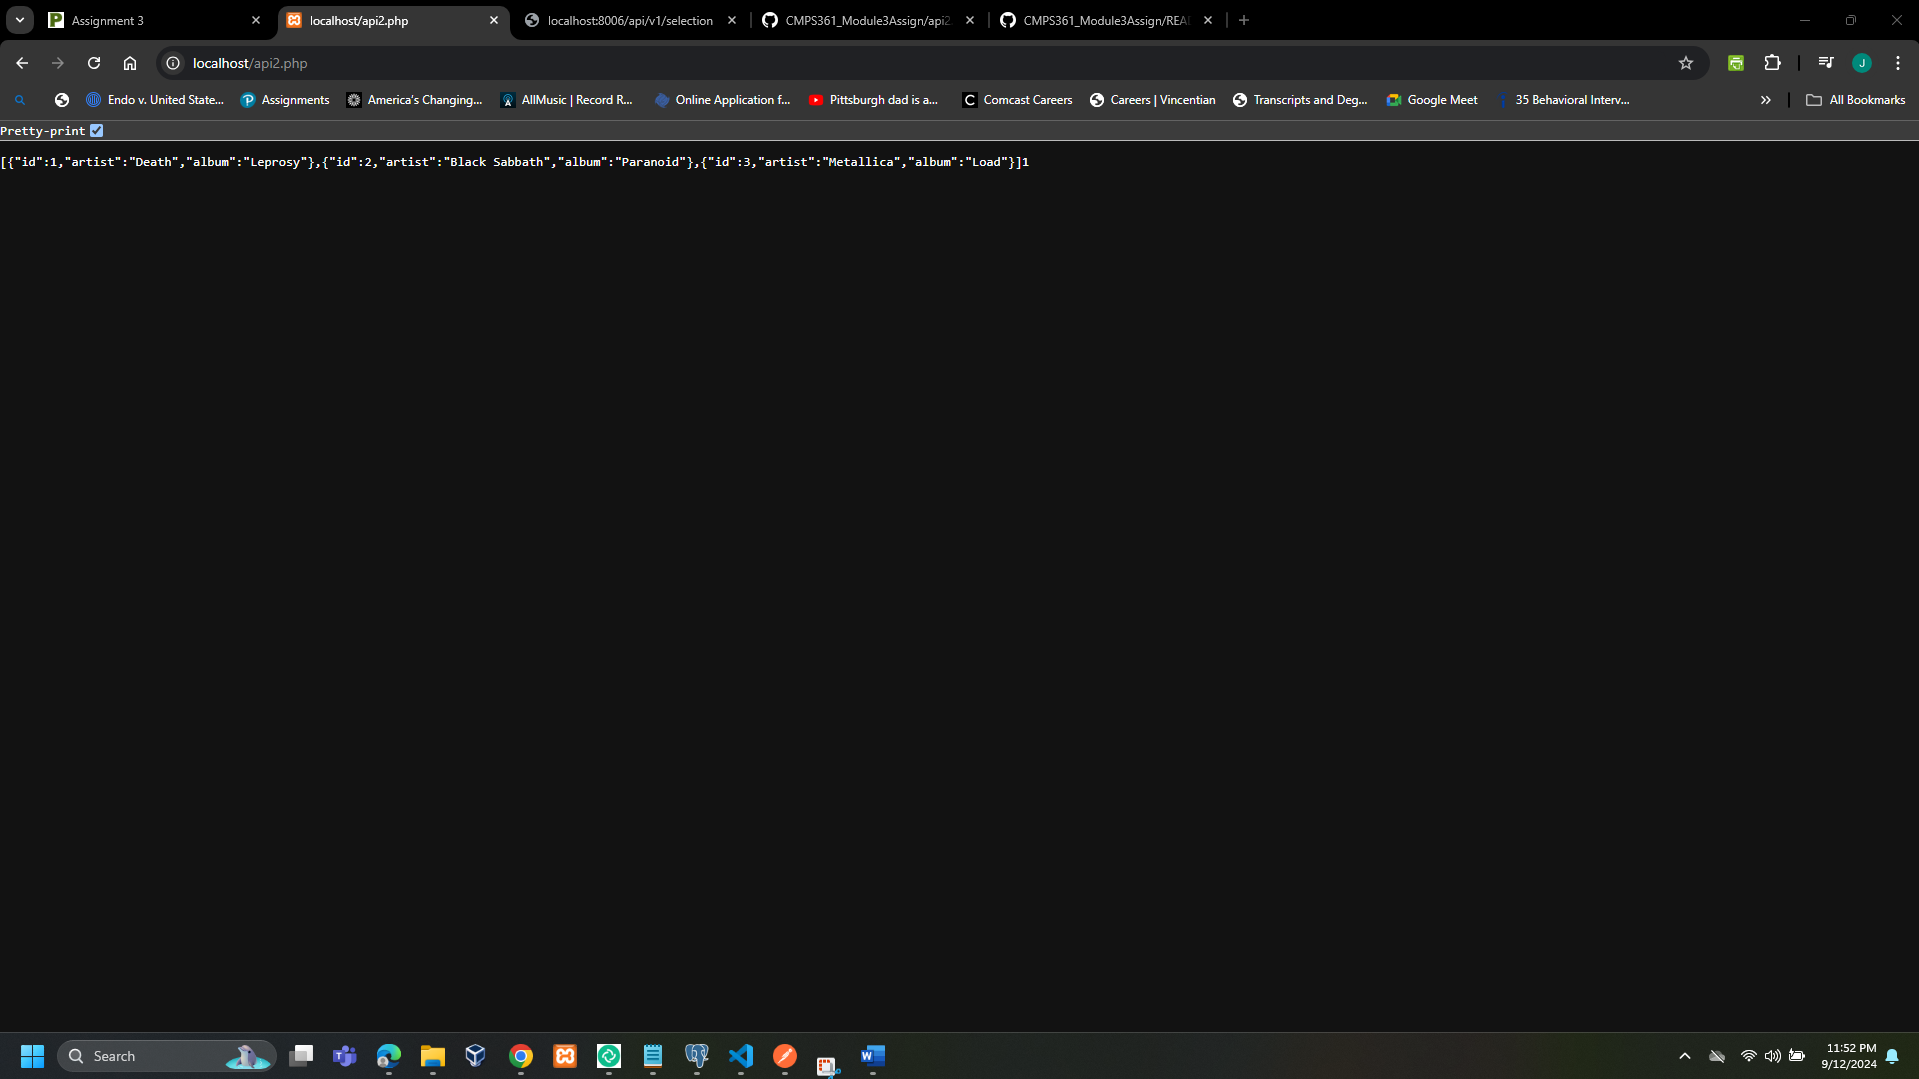 Assignment 3
localhost/api2.php
localhost:8006/api/v1/selection
CMPS361_Module3Assign/api2
CMPS361_Module3Assign/REA
localhost/api2.php
J
Endo v. United State...
Assignments
America's Changing...
AllMusic | Record R...
Online Application f...
Pittsburgh dad is a...
Comcast Careers
Careers | Vincentian
Transcripts and Deg...
Google Meet
35 Behavioral Interv...
All Bookmarks
Pretty-print
[{"id":1,"artist":"Death","album":"Leprosy"},{"id":2,"artist":"Black Sabbath","album":"Paranoid"},{"id":3,"artist":"Metallica","album":"Load"}]1
Search
11:52 PM
9/12/2024